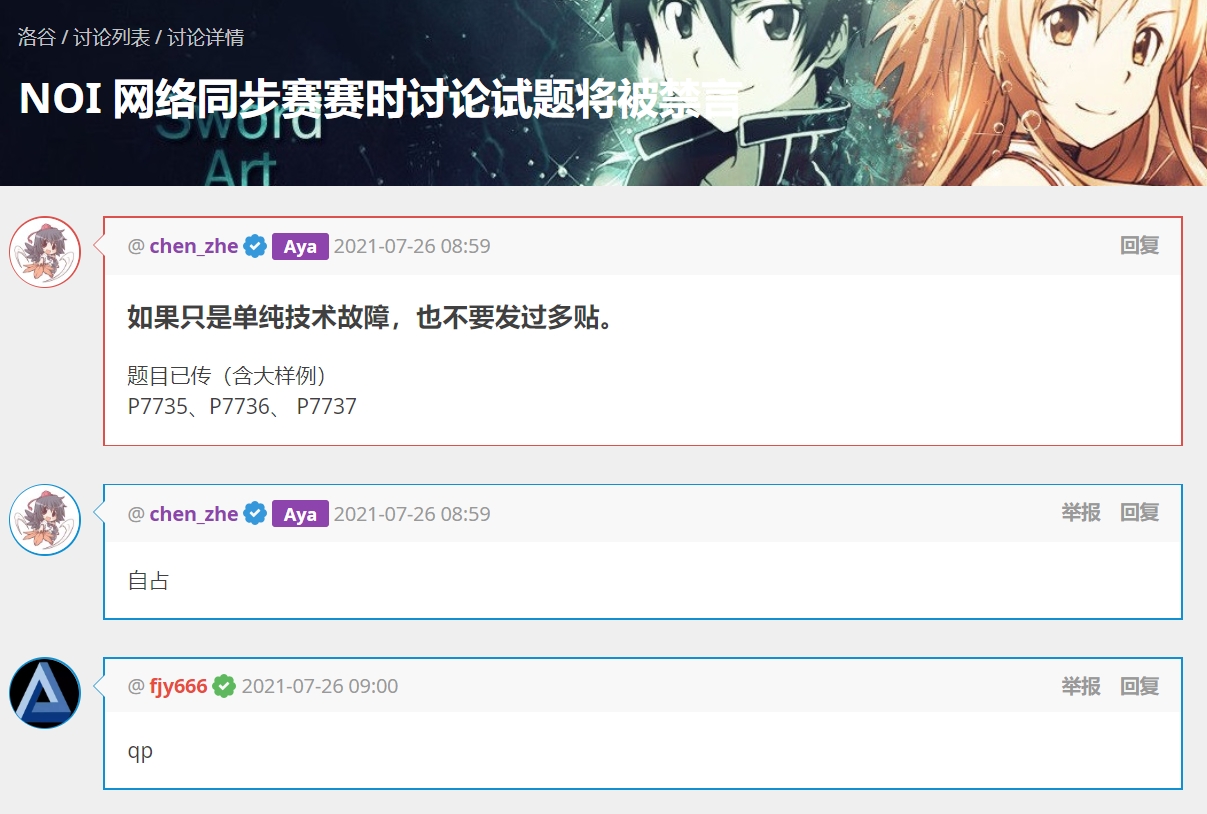 洛谷 / 讨论列表 / 讨论详情
NOI 网络同步赛赛时讨论试题将被禁言
Sword
Art
@ chen_zhe Aya 2021-07-26 08:59 回复
如果只是单纯技术故障，也不要发过多贴。
题目已传（含大样例）
P7735、P7736、 P7737
@ chen_zhe Aya 2021-07-26 08:59 举报 回复
自占
@ fjy666 2021-07-26 09:00 举报 回复
qp